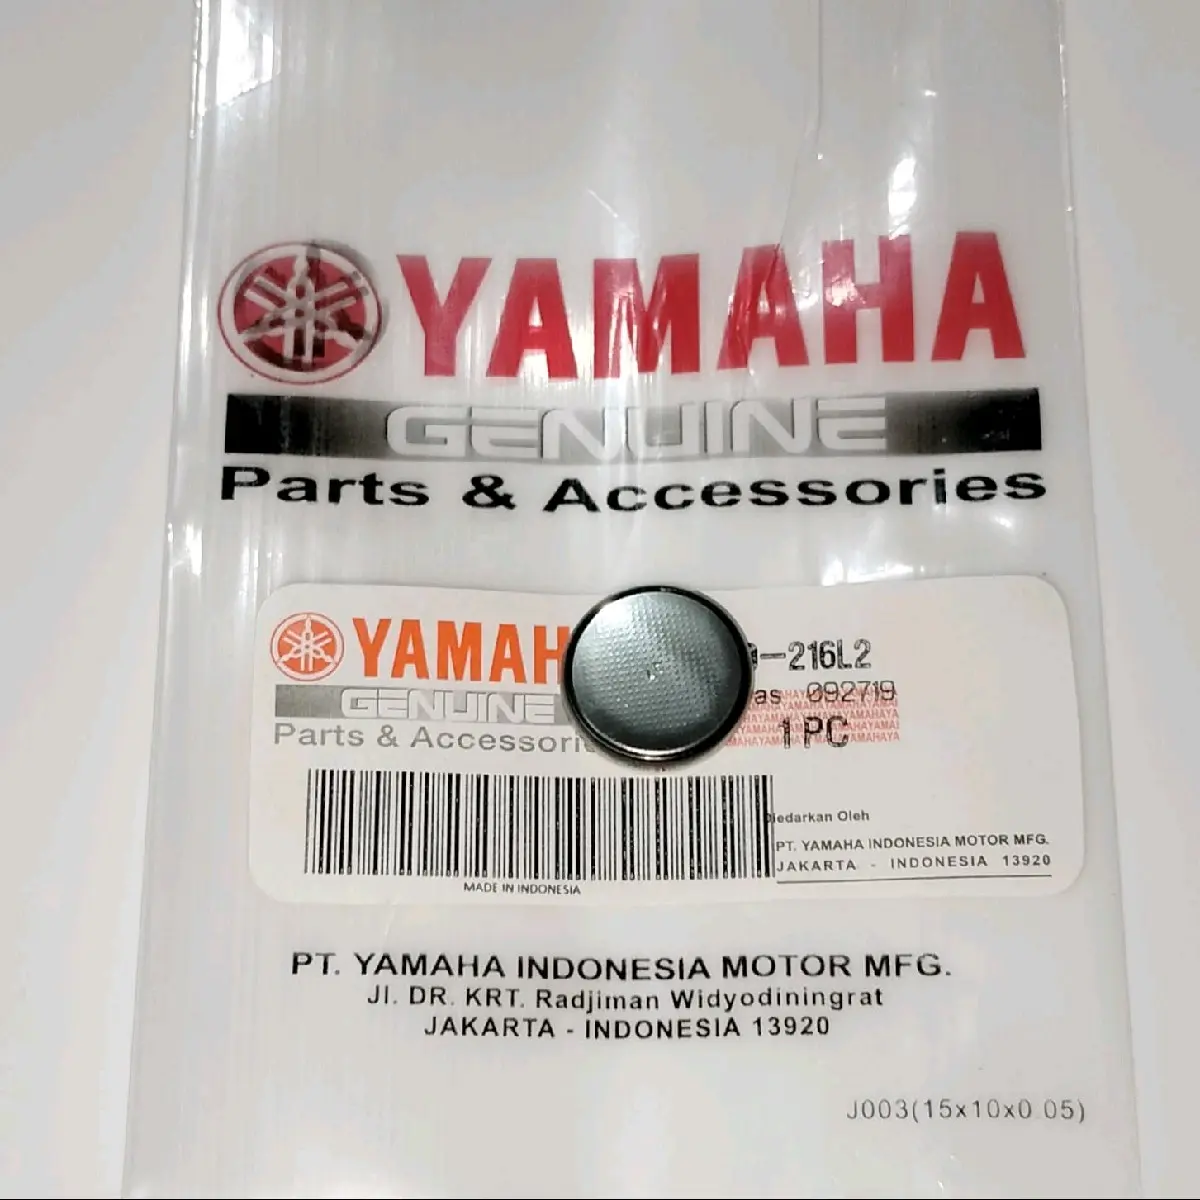 YAMAHA
GENUINE
Parts & Accessories
YAMAH
GENUINE
Parts & Accessori
-216L2
as 092719
1 PC
Diedarkan Oleh
PT. YAMAHA INDONESIA MOTOR MFG.
JAKARTA - INDONESIA 13920
MADE IN INDONESIA
PT. YAMAHA INDONESIA MOTOR MFG.
Jl. DR. KRT. Radjiman Widyodiningrat
JAKARTA - INDONESIA 13920
J003(15x10x0.05)